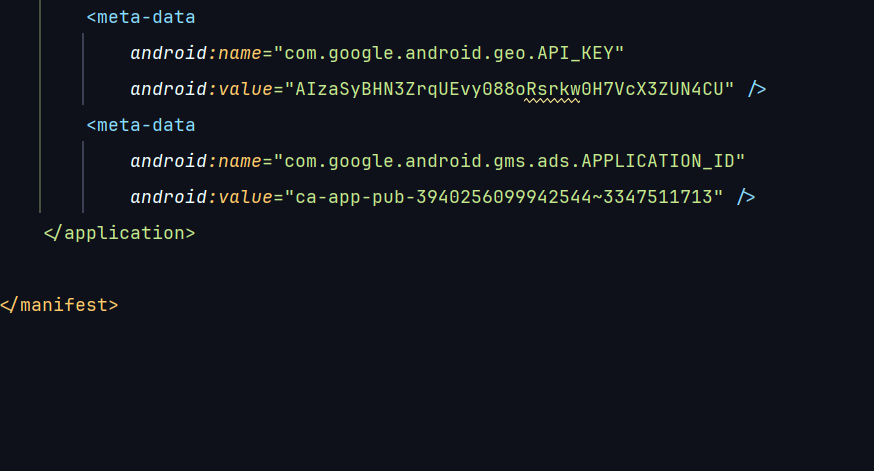 <meta-data
android:name="com.google.android.geo.API_KEY"
android:value="AIzaSyBHN3ZrqUEvy088oRsrkw0H7VcX3ZUN4CU" />
<meta-data
android:name="com.google.android.gms.ads.APPLICATION_ID"
android:value="ca-app-pub-3940256099942544~3347511713" />
</application>
</manifest>